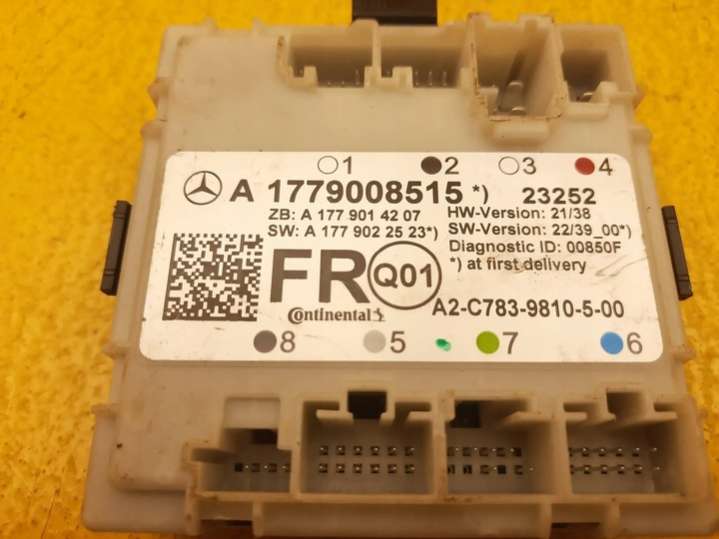 1 2 3 4
A 1779008515 *) 23252
ZB: A 177 901 42 07 HW-Version: 21/38
SW: A 177 902 25 23*) SW-Version: 22/39_00*)
Diagnostic ID: 00850F
*) at first delivery
FR Q01
Continental A2-C783-9810-5-00
8 5 7 6